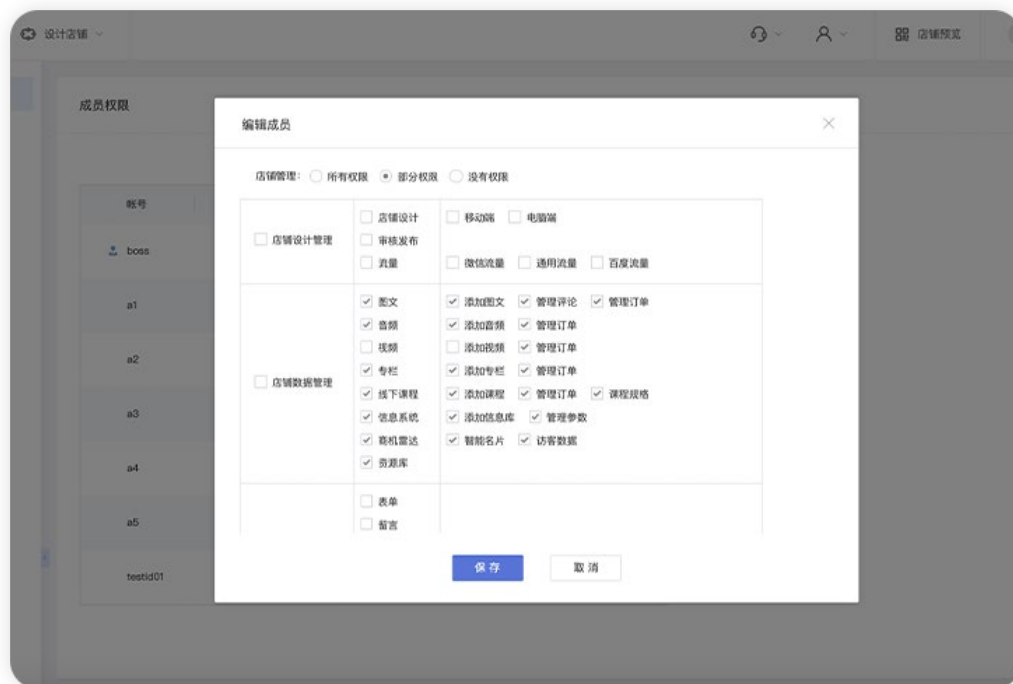 设计店铺
店铺预览
成员权限
编辑成员
店铺管理: 所有权限 部分权限 没有权限
帐号
boss
a1
a2
a3
a4
a5
testid01
店铺设计管理
店铺设计 移动端 电脑端
审核发布
流量 微信流量 通用流量 百度流量
店铺数据管理
图文 添加图文 管理评论 管理订单
音频 添加音频 管理订单
视频 添加视频 管理订单
专栏 添加专栏 管理订单
线下课程 添加课程 管理订单 课程规格
信息系统 添加信息库 管理参数
商机雷达 智能名片 访客数据
资源库
表单
留言
保存 取消